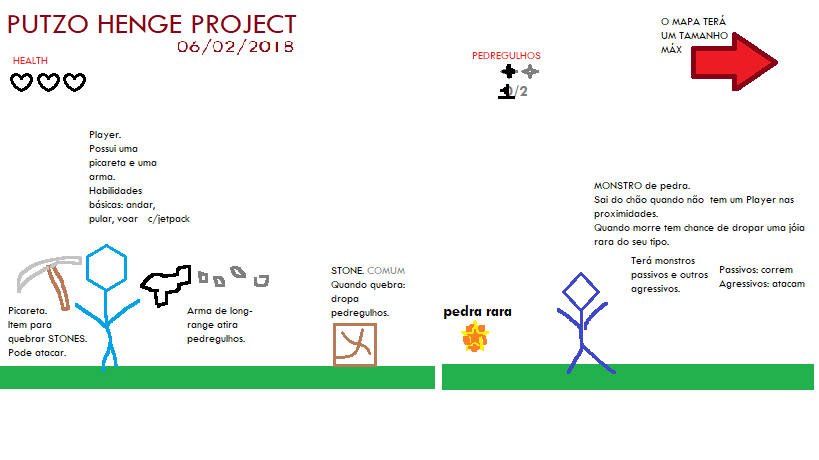 PUTZO HENGE PROJECT
06/02/2018
HEALTH
PEDREGULHOS
1/2
O MAPA TERÁ
UM TAMANHO
MÁX
Player.
Possui uma
picareta e uma
arma.
Habilidades
básicas: andar,
pular, voar c/jetpack
MONSTRO de pedra.
Sai do chão quando não tem um Player nas
proximidades.
Quando morre tem chance de dropar uma jóia
rara do seu tipo.
Terá monstros
passivos e outros
agressivos.
Passivos: correm
Agressivos: atacam
STONE. COMUM
Quando quebra:
dropa
pedregulhos.
Picareta.
Item para
quebrar STONES.
Pode atacar.
Arma de long-
range atira
pedregulhos.
pedra rara